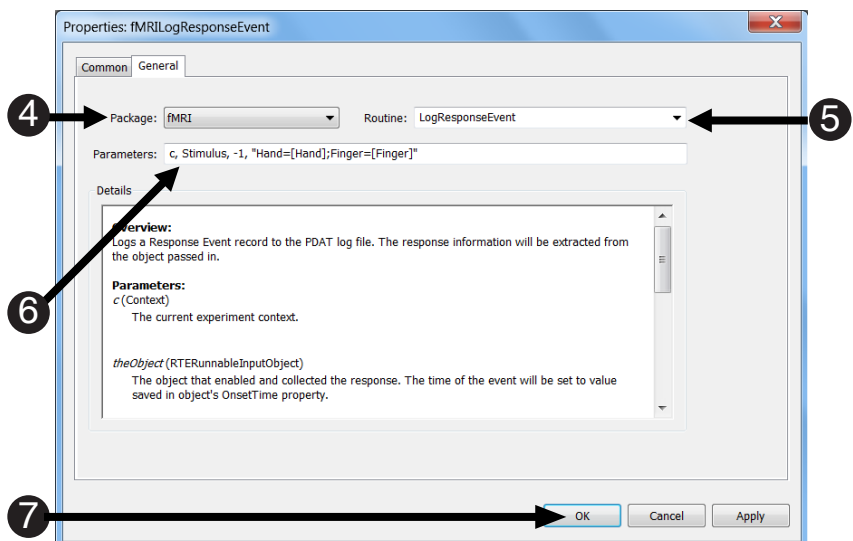 Properties: fMRILogResponseEvent
X
Common General
4 Package: fMRI Routine: LogResponseEvent 5
Parameters: c, Stimulus, -1, "Hand=[Hand];Finger=[Finger]"
Details
Overview:
Logs a Response Event record to the PDAT log file. The response information will be extracted from
the object passed in.
Parameters:
c (Context)
6
The current experiment context.
theObject (RTERunnableInputObject)
The object that enabled and collected the response. The time of the event will be set to value
saved in object's OnsetTime property.
7 OK Cancel Apply